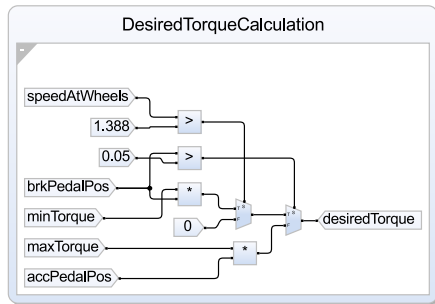 DesiredTorqueCalculation
-
speedAtWheels
1.388
>
0.05
>
brkPedalPos
*
minTorque
0
T S
F
T S
F
desiredTorque
maxTorque
*
accPedalPos